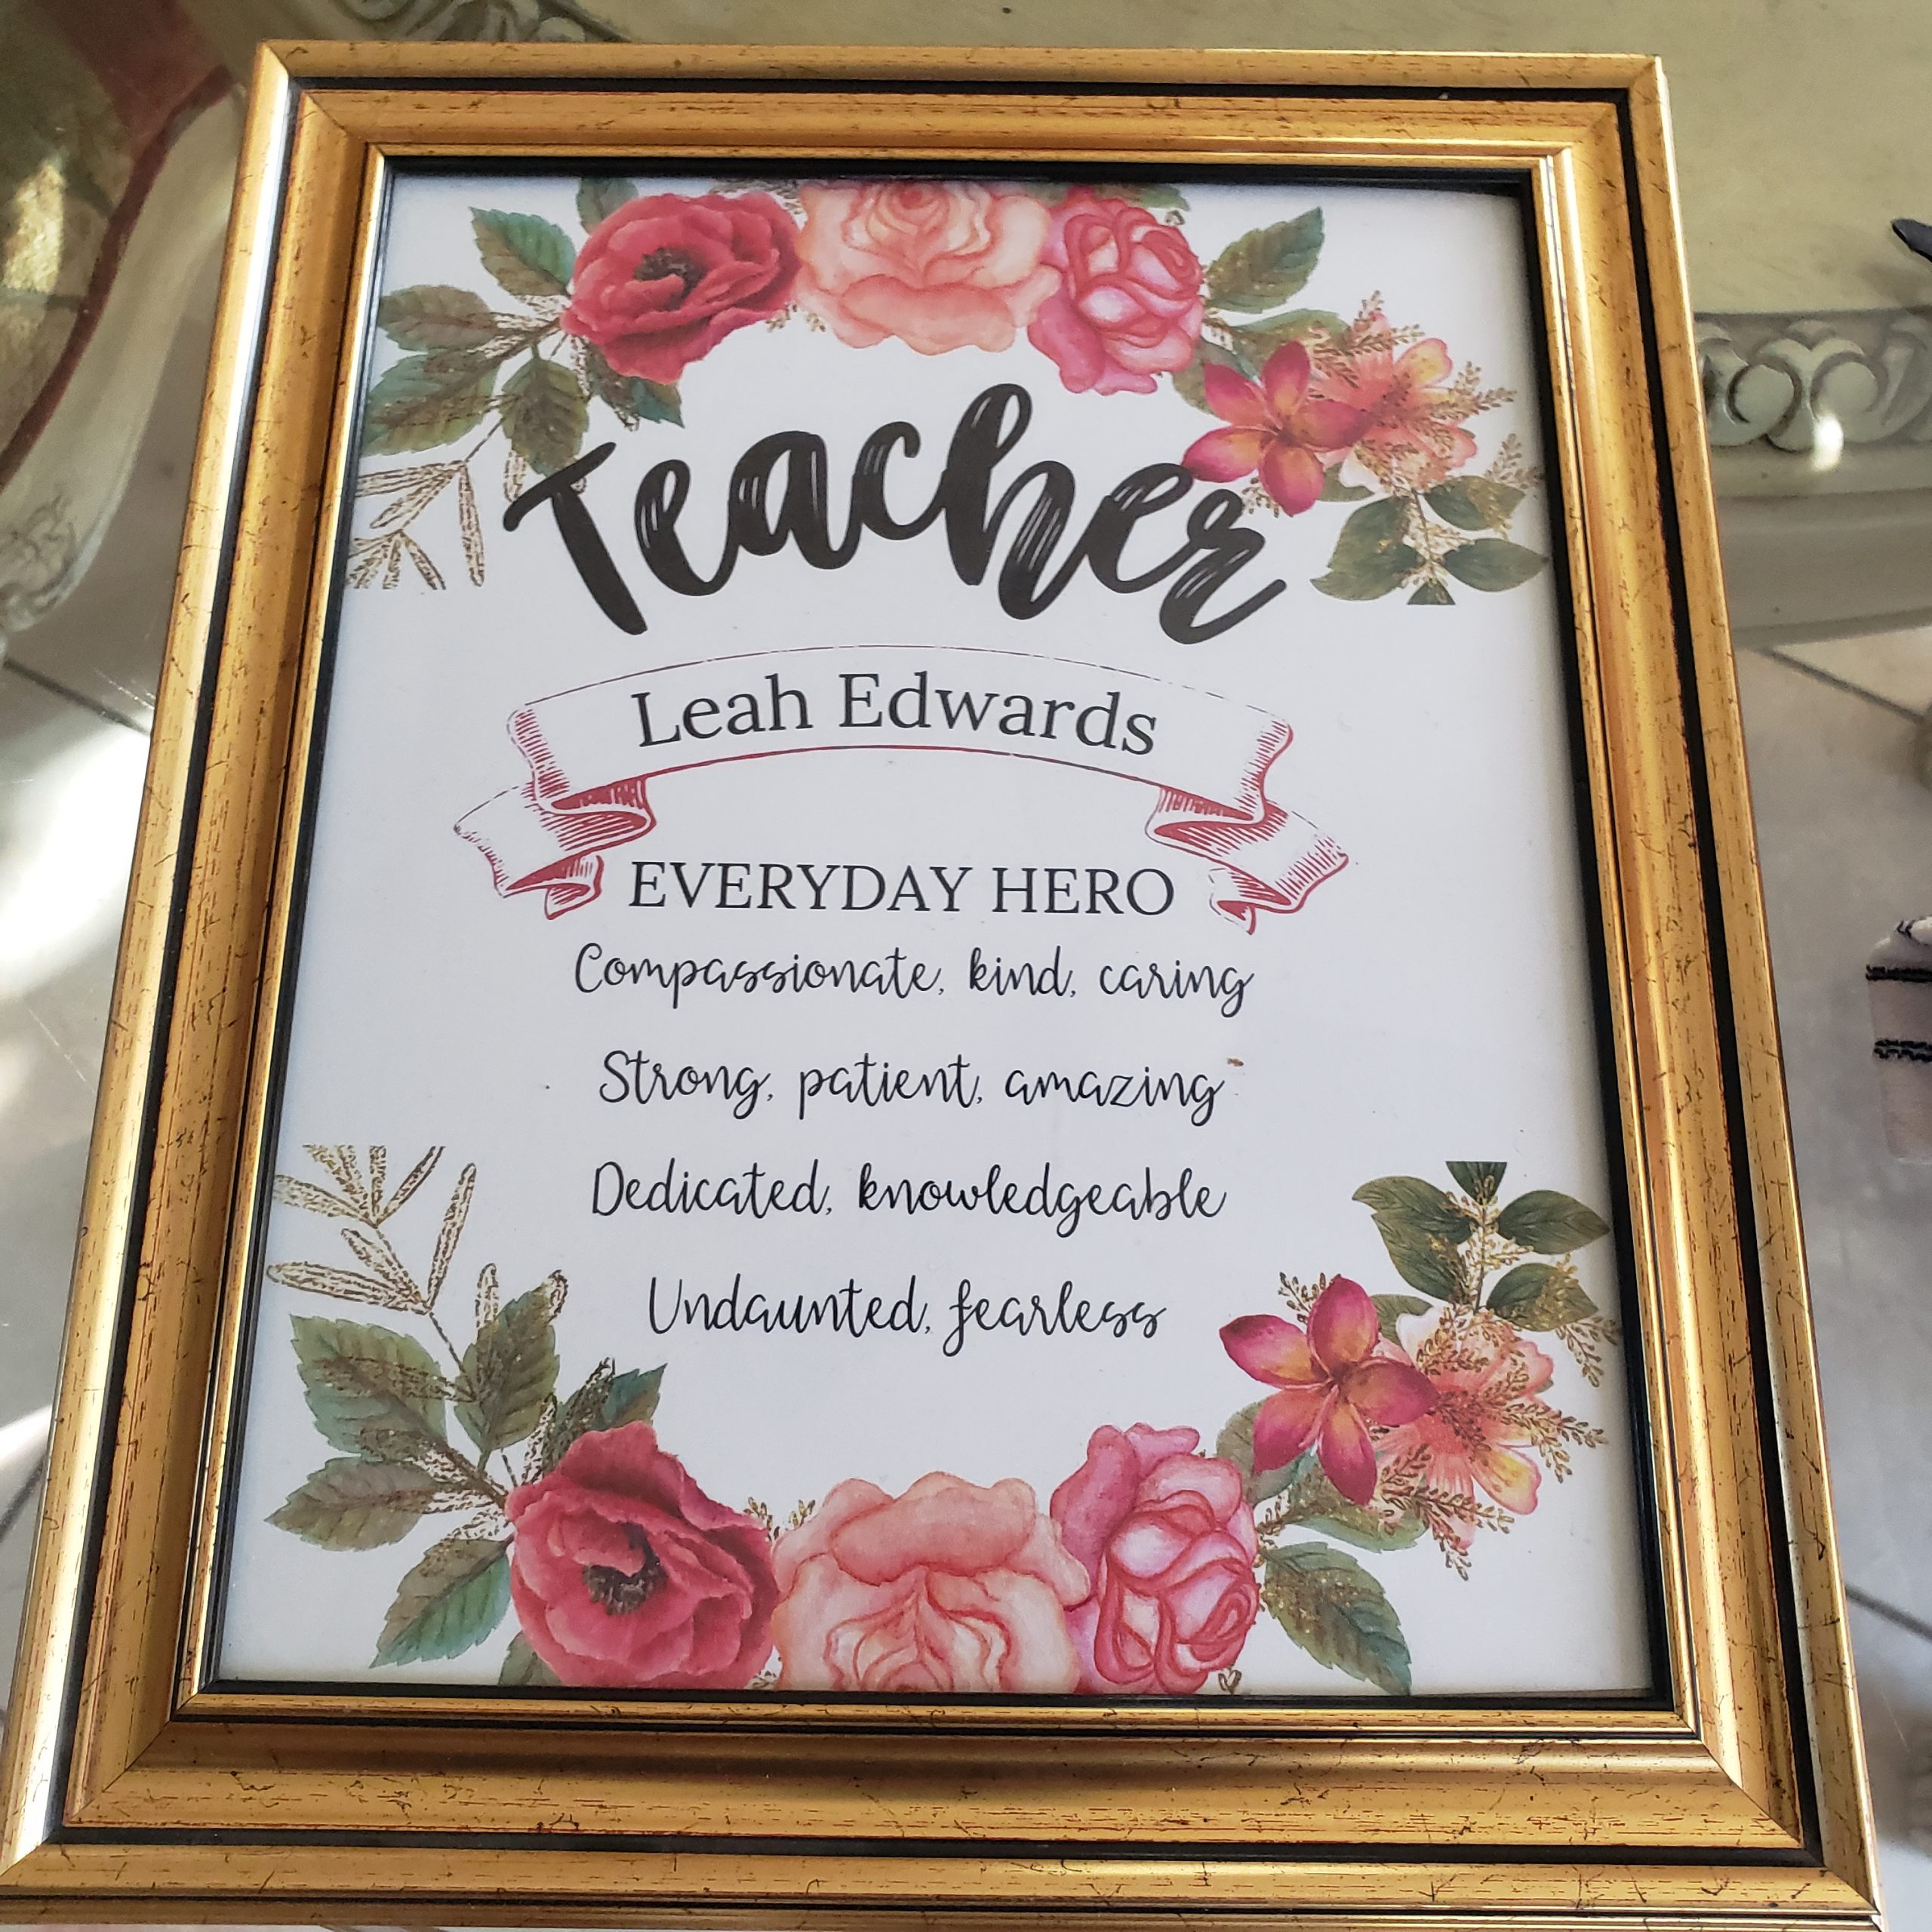 Teacher
Leah Edwards
EVERYDAY HERO
Compassionate, kind, caring
Strong, patient, amazing
Dedicated, knowledgeable
Undaunted, fearless